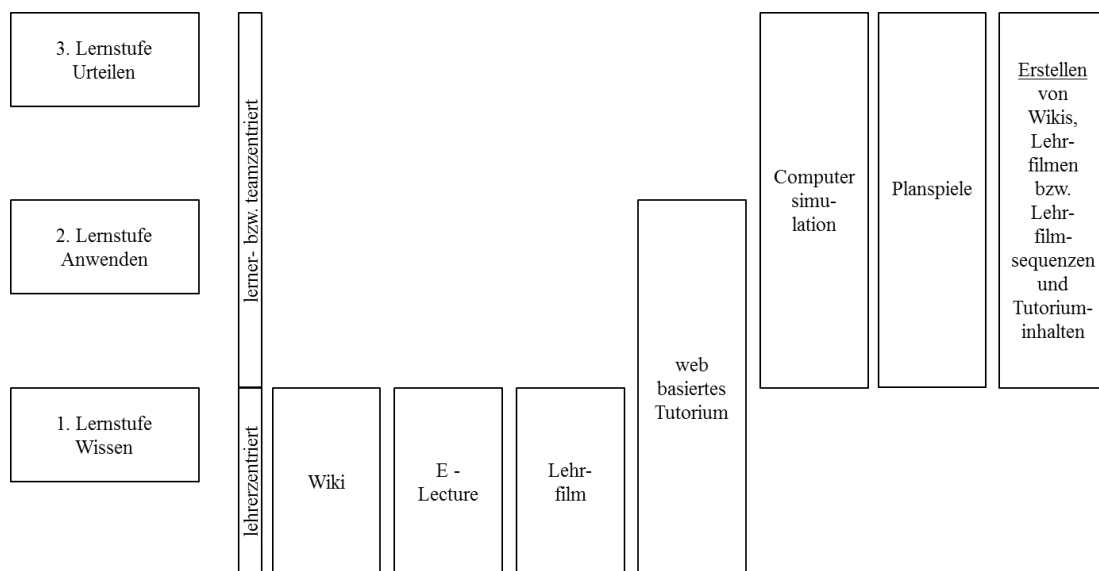 3. Lernstufe
Urteilen
2. Lernstufe
Anwenden
1. Lernstufe
Wissen
lerner- bzw. teamzentriert
lehrerzentriert
Wiki
E -
Lecture
Lehr-
film
web
basiertes
Tutorium
Computer
simu-
lation
Planspiele
Erstellen
von
Wikis,
Lehr-
filmen
bzw.
Lehr-
film-
sequenzen
und
Tutorium-
inhalten